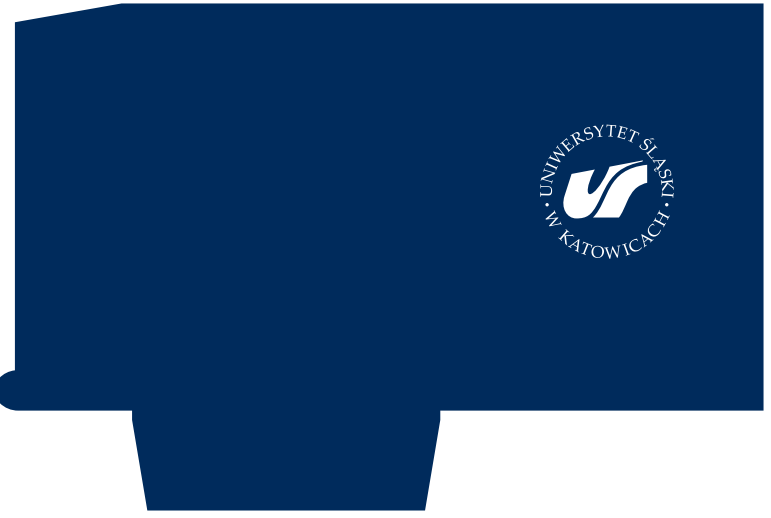 UNIWERSYTET ŚLĄSKI
• W KATOWICACH •